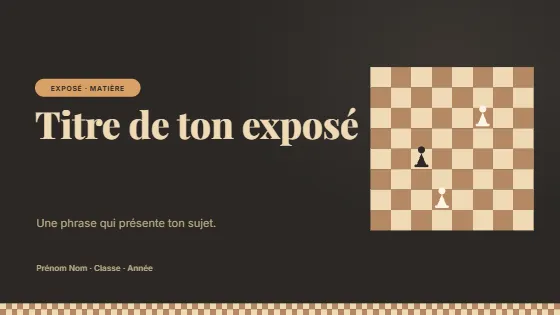 EXPOSÉ · MATIÈRE
Titre de ton exposé
Une phrase qui présente ton sujet.
Prénom Nom · Classe · Année